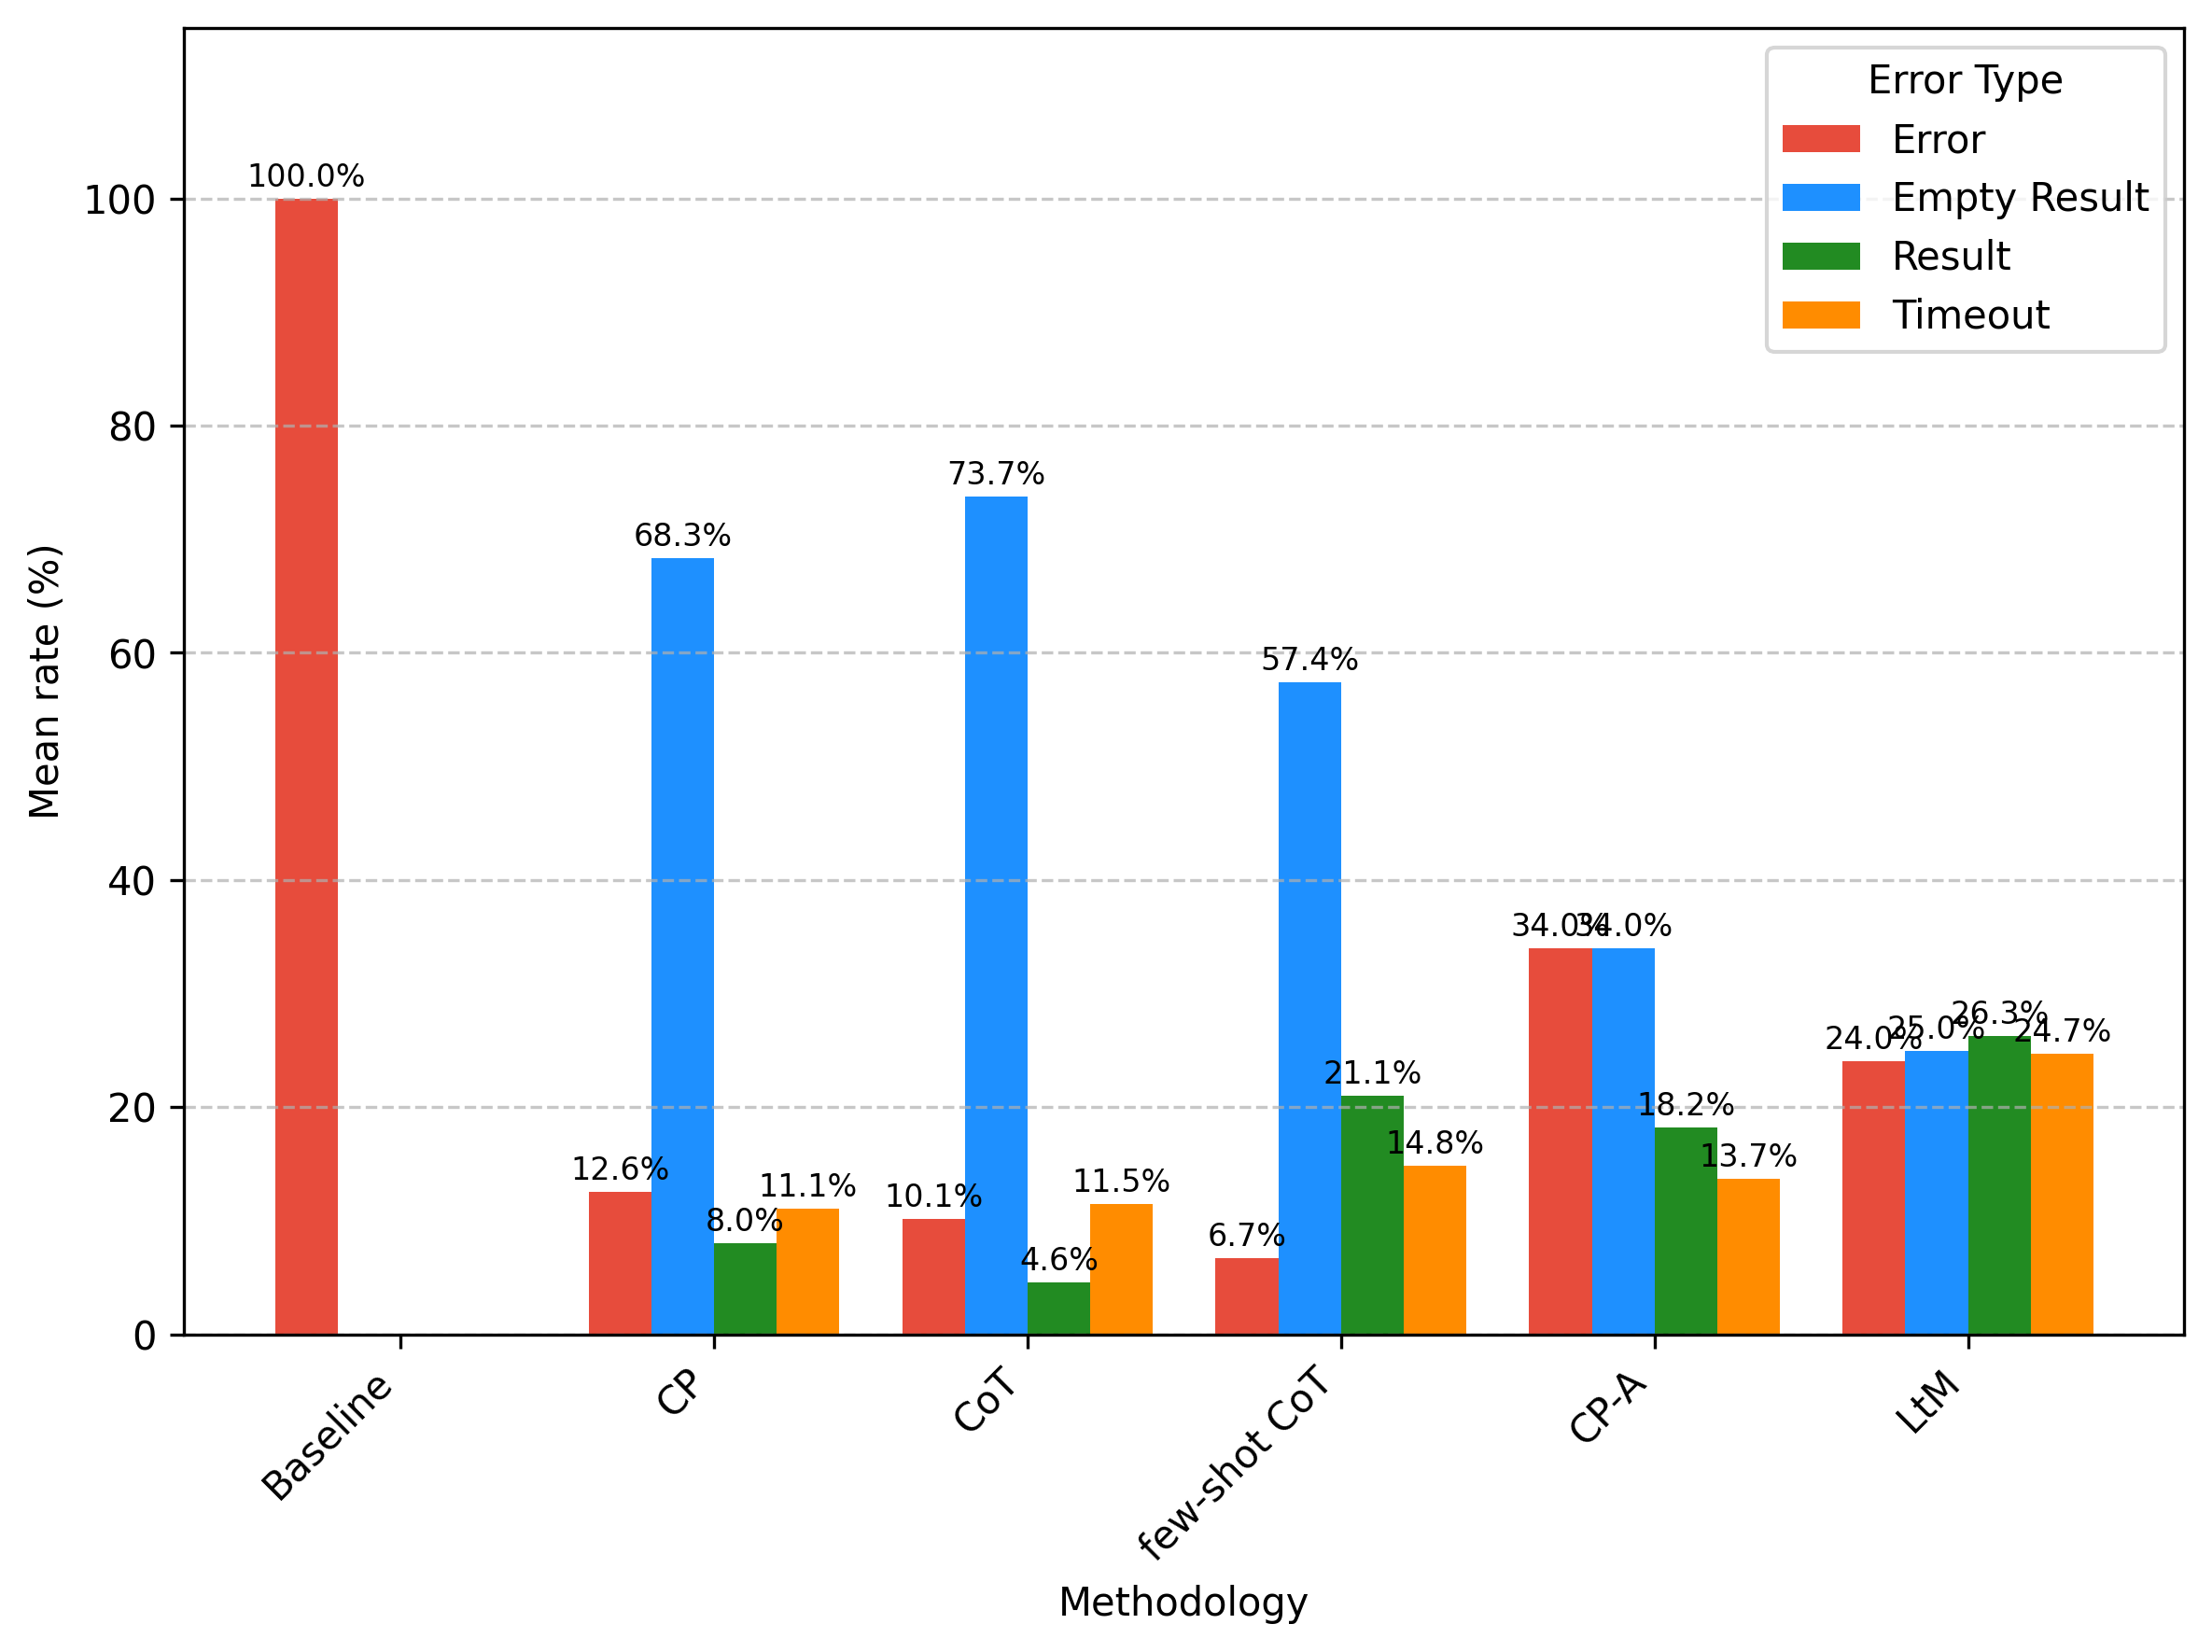 Error Type
Error
Empty Result
Result
Timeout
Mean rate (%)
100
80
60
40
20
0
100.0%
12.6%
68.3%
8.0%
11.1%
10.1%
73.7%
4.6%
11.5%
6.7%
57.4%
21.1%
14.8%
34.0%
34.0%
18.2%
13.7%
24.0%
25.0%
26.3%
24.7%
Baseline
CP
CoT
few-shot CoT
CP-A
LtM
Methodology